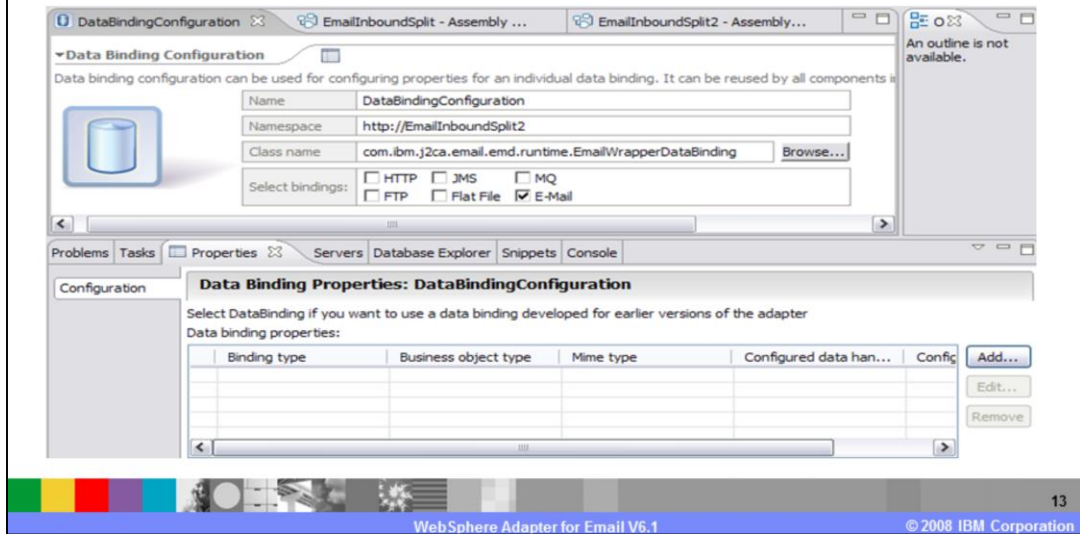 DataBindingConfiguration EmailInboundSplit - Assembly ... EmailInboundSplit2 - Assembly...
Data Binding Configuration
Data binding configuration can be used for configuring properties for an individual data binding. It can be reused by all components
An outline is not
available.
Name DataBindingConfiguration
Namespace http://EmailInboundSplit2
Class name com.ibm.j2ca.email.emd.runtime.EmailWrapperDataBinding Browse...
Select bindings: HTTP JMS MQ
FTP Flat File E-Mail
Problems Tasks Properties Servers Database Explorer Snippets Console
Configuration
Data Binding Properties: DataBindingConfiguration
Select DataBinding if you want to use a data binding developed for earlier versions of the adapter
Data binding properties:
Binding type Business object type Mime type Configured data han... Config Add...
Edit...
Remove
13
WebSphere Adapter for Email V6.1 © 2008 IBM Corporation